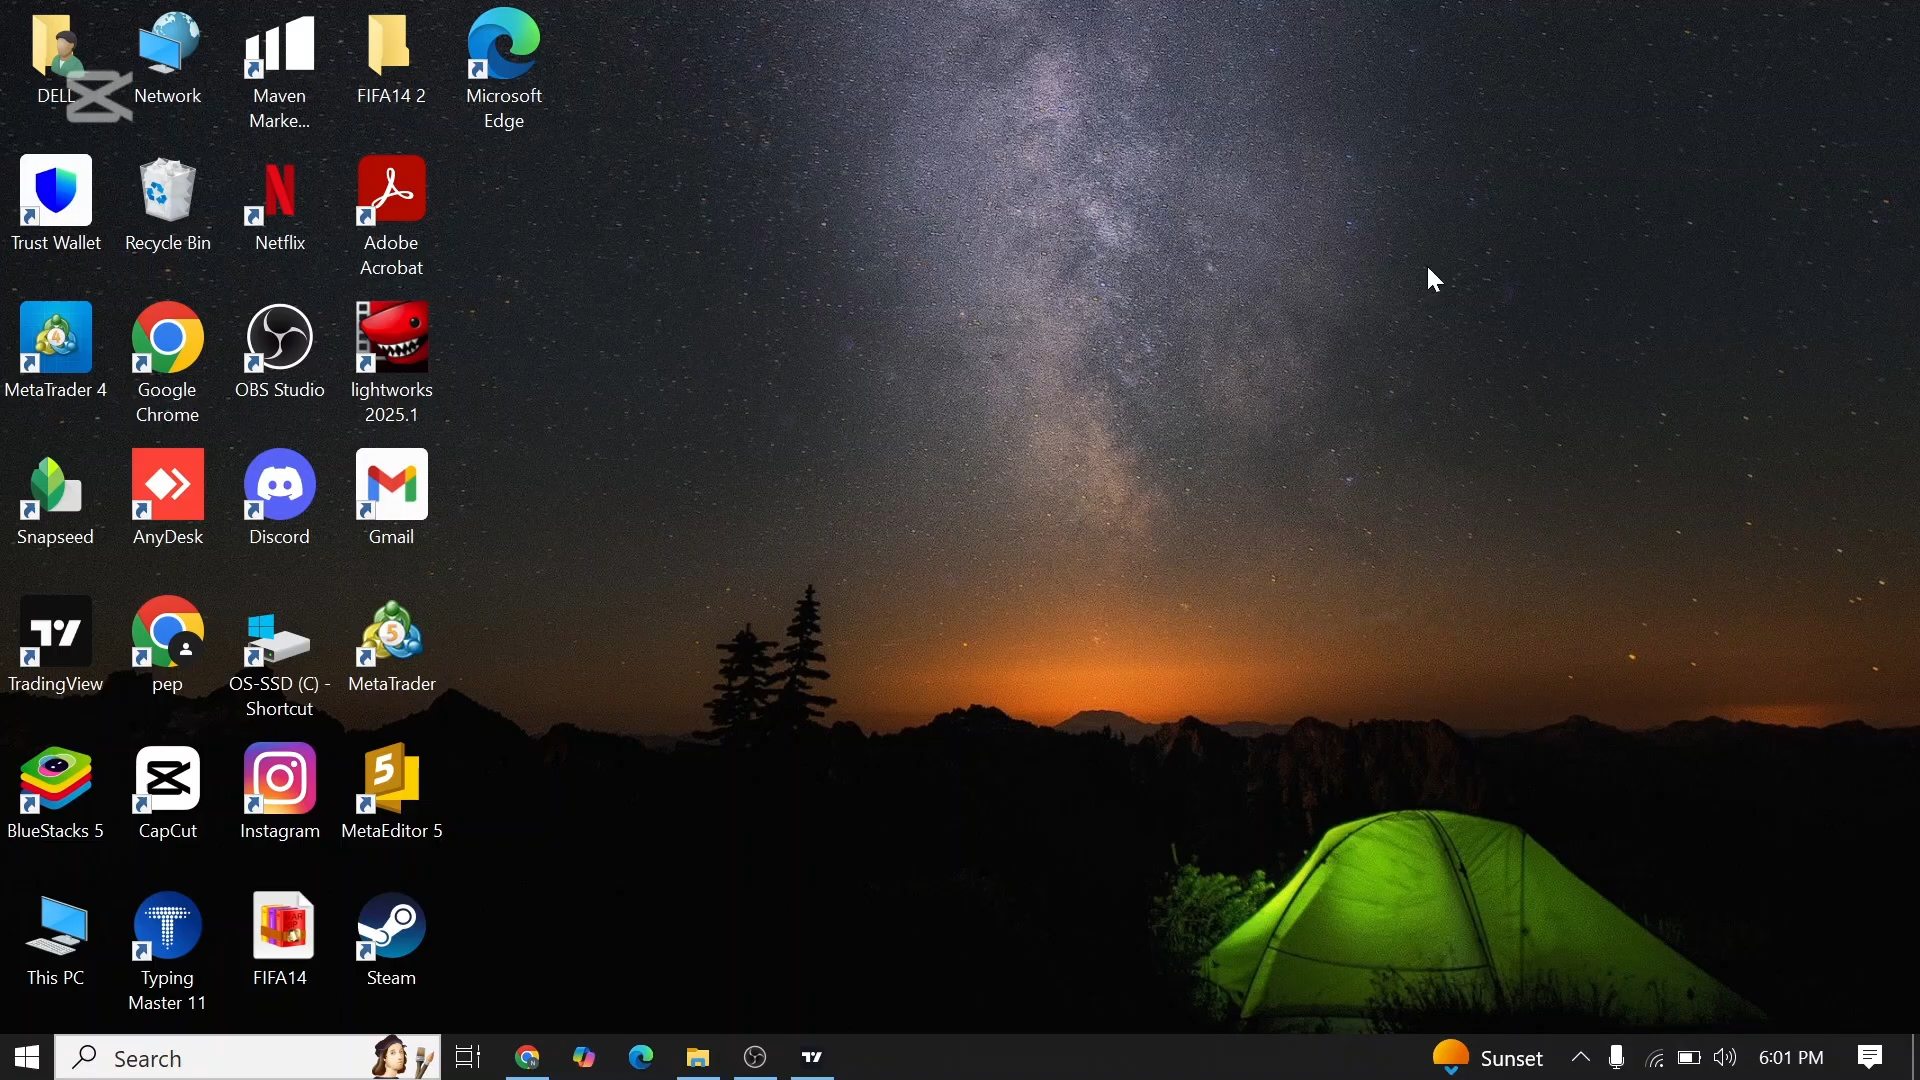 DELL
Network
Maven
Marke...
FIFA14 2
Microsoft
Edge
Trust Wallet
Recycle Bin
Netflix
Adobe
Acrobat
MetaTrader 4
Google
Chrome
OBS Studio
lightworks
2025.1
Snapseed
AnyDesk
Discord
Gmail
TradingView
pep
OS-SSD (C) -
Shortcut
MetaTrader
BlueStacks 5
CapCut
Instagram
MetaEditor 5
This PC
Typing
Master 11
FIFA14
Steam
Search
Sunset
6:01 PM